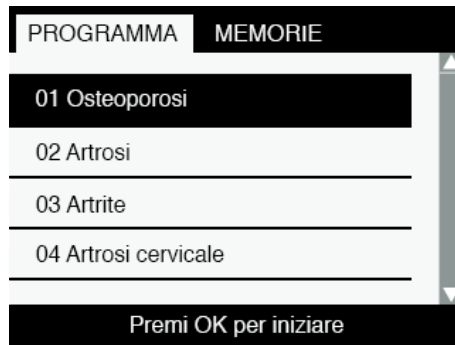 PROGRAMMA MEMORIE
01 Osteoporosi
02 Artrosi
03 Artrite
04 Artrosi cervicale
Premi OK per iniziare